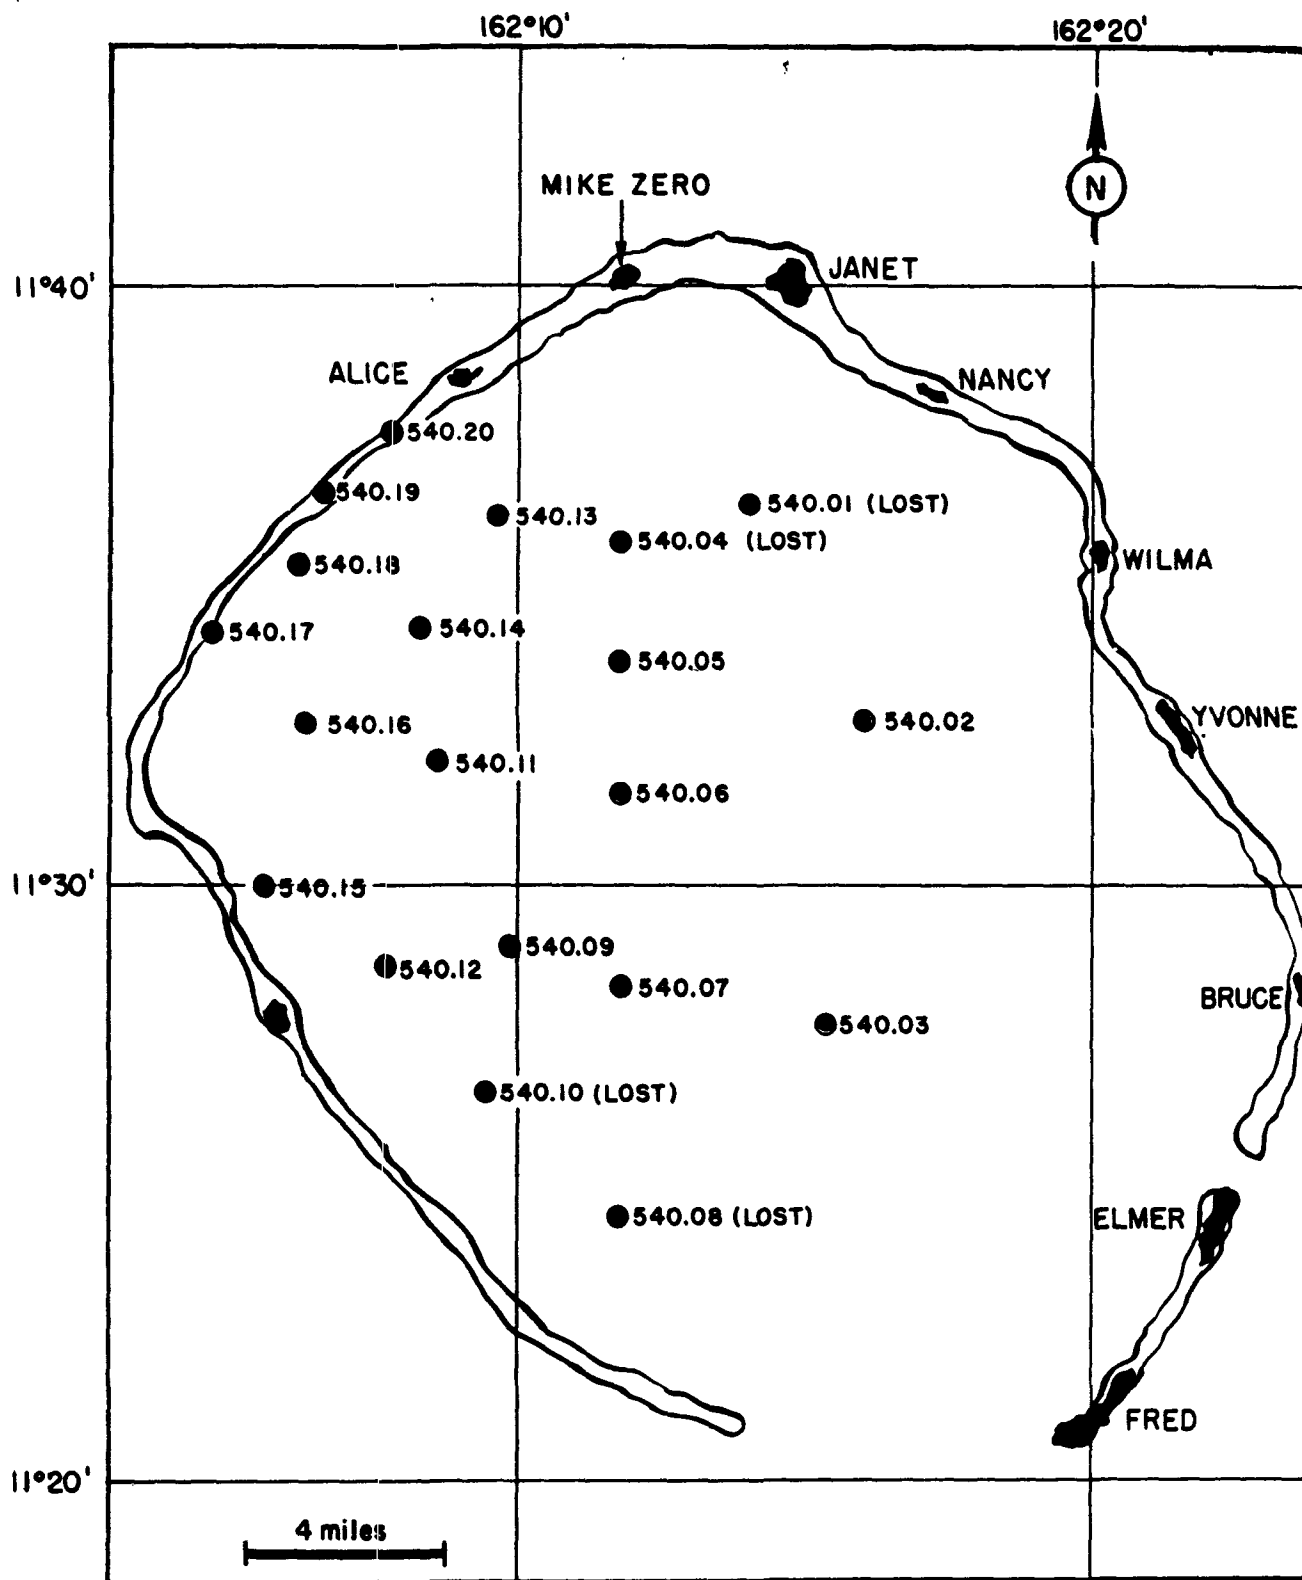 162°10' 162°20'
N
MIKE ZERO
JANET
11°40'
ALICE
NANCY
540.20
540.19
540.13
540.01 (LOST)
540.04 (LOST)
WILMA
540.18
540.17
540.14
540.05
540.16
540.02
YVONNE
540.11
540.06
11°30'
540.15
540.09
540.12
540.07
BRUCE
540.03
540.10 (LOST)
540.08 (LOST)
ELMER
FRED
11°20'
4 miles